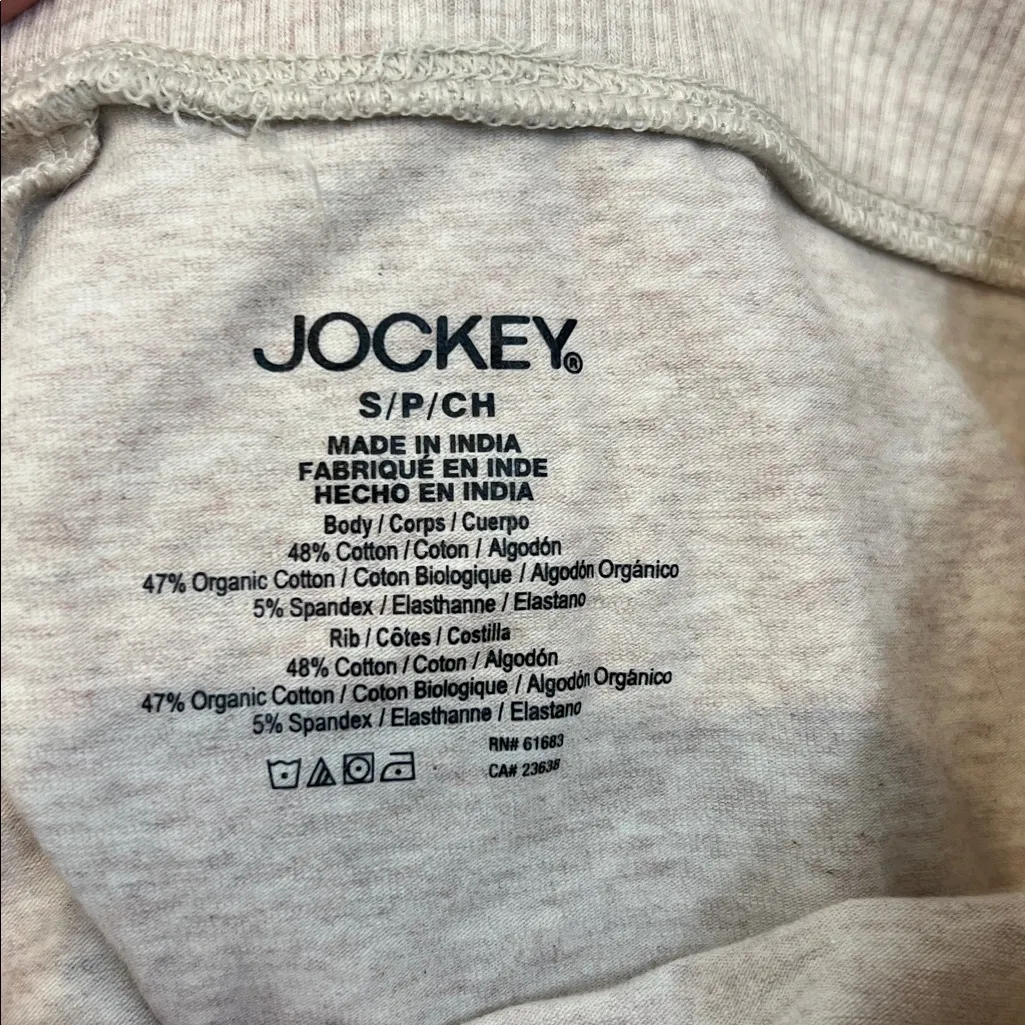 JOCKEY®
S/P/CH
MADE IN INDIA
FABRIQUÉ EN INDE
HECHO EN INDIA
Body / Corps / Cuerpo
48% Cotton / Coton / Algodón
47% Organic Cotton / Coton Biologique / Algodón Orgánico
5% Spandex / Elasthanne / Elastano
Rib / Côtes / Costilla
48% Cotton / Coton / Algodón
47% Organic Cotton / Coton Biologique / Algodón Orgánico
5% Spandex / Elasthanne / Elastano
RN# 61683
CA# 23638